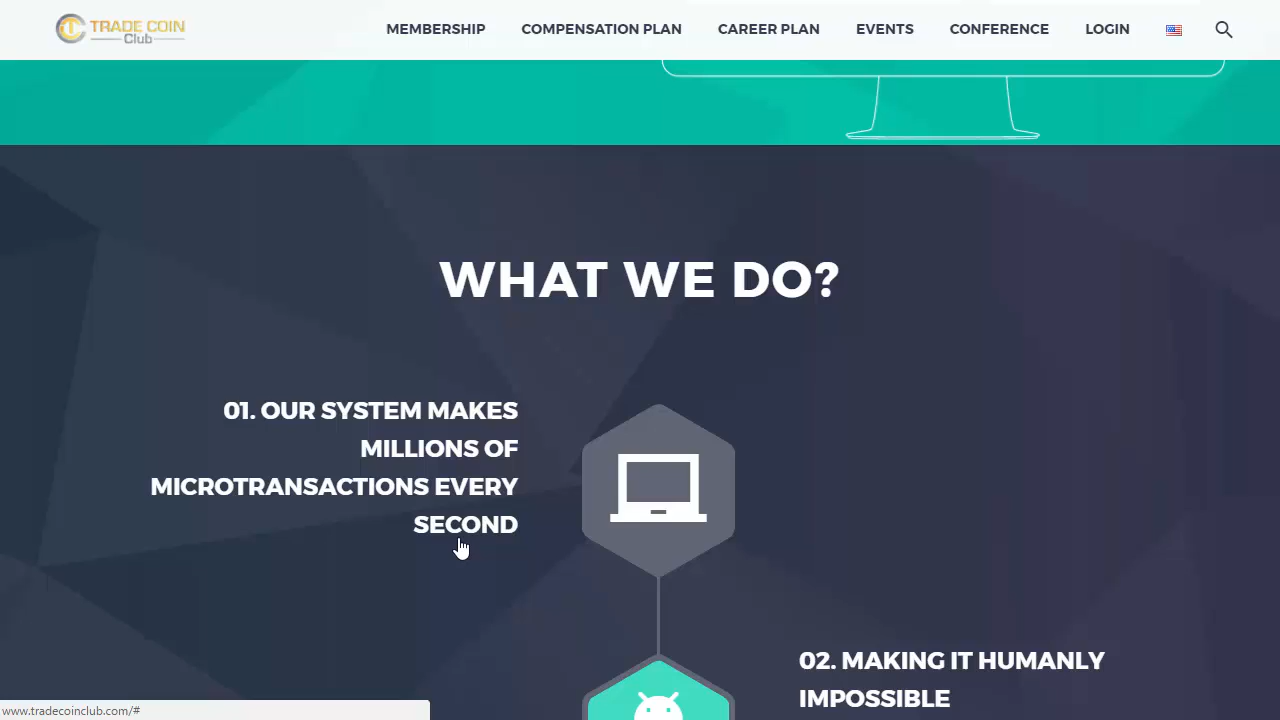 TRADE COIN
Club
MEMBERSHIP COMPENSATION PLAN CAREER PLAN EVENTS CONFERENCE LOGIN
WHAT WE DO?
01. OUR SYSTEM MAKES
MILLIONS OF
MICROTRANSACTIONS EVERY
SECOND
02. MAKING IT HUMANLY
IMPOSSIBLE
www.tradecoinclub.com/#